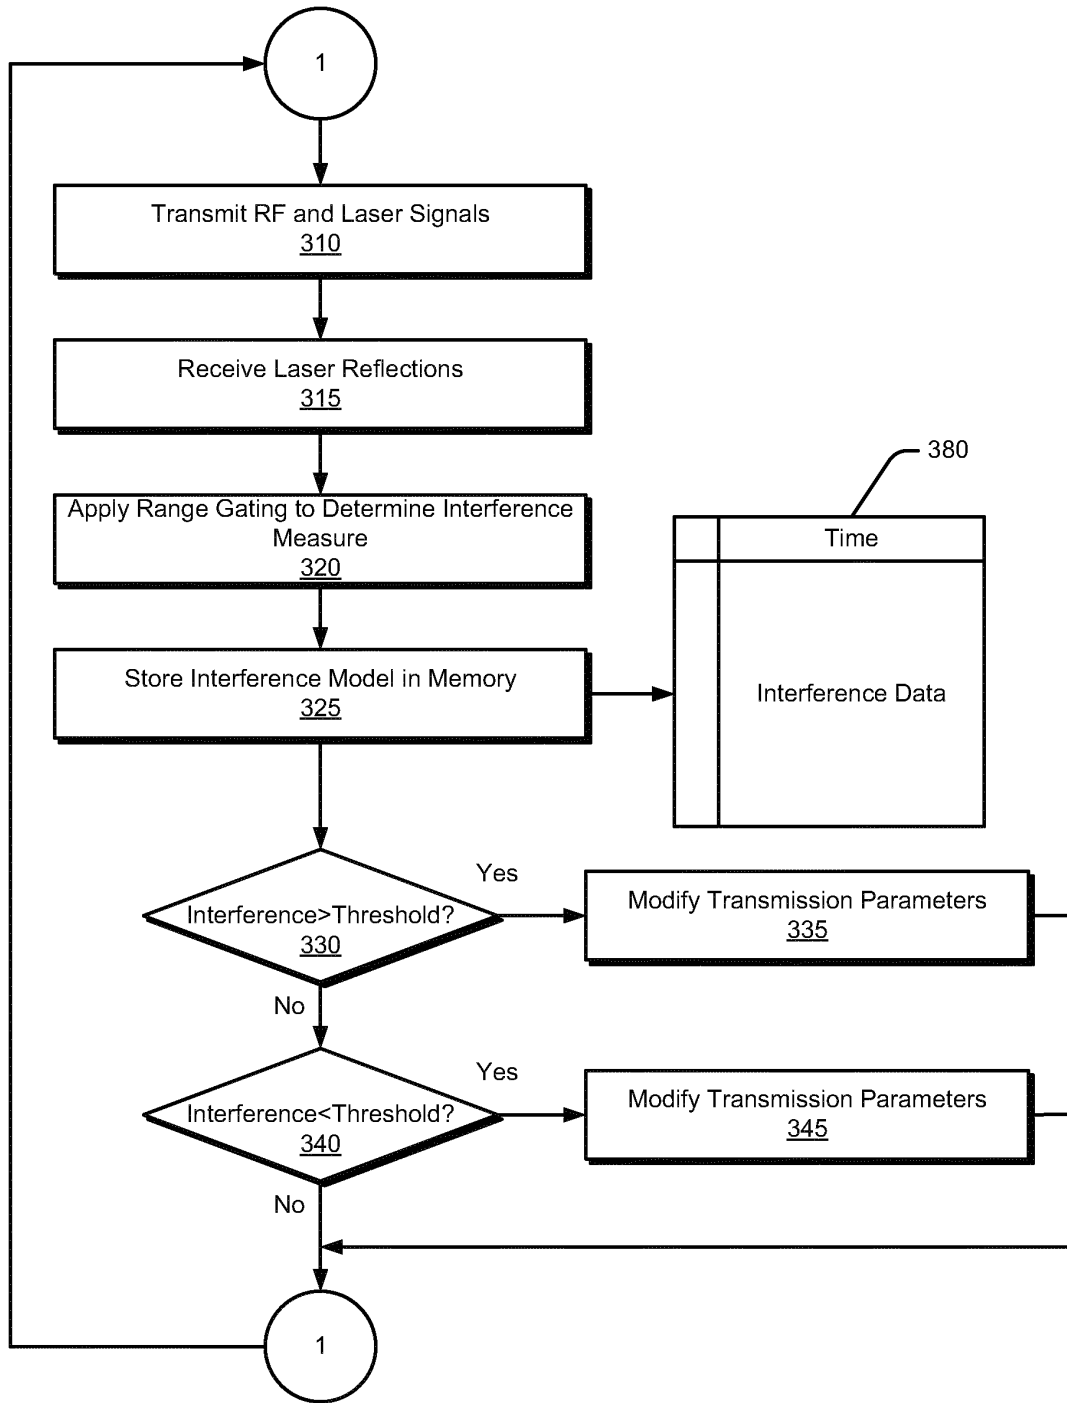 1
Transmit RF and Laser Signals
310
Receive Laser Reflections
315
Apply Range Gating to Determine Interference
Measure
320
380
Time
Store Interference Model in Memory
325
Interference Data
Yes
Interference>Threshold?
330
Modify Transmission Parameters
335
No
Yes
Interference<Threshold?
340
Modify Transmission Parameters
345
No
1